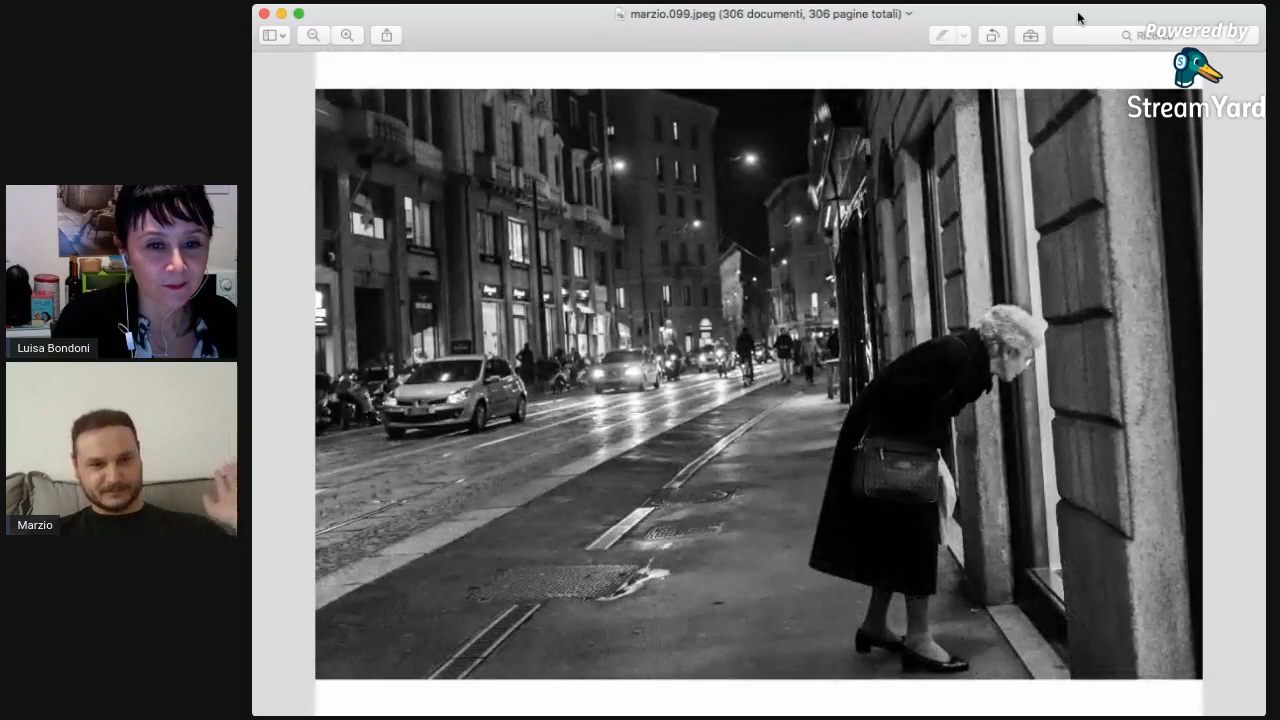 marzio.099.jpeg (306 documenti, 306 pagine totali)
Powered by
StreamYard
Luisa Bondoni
Marzio